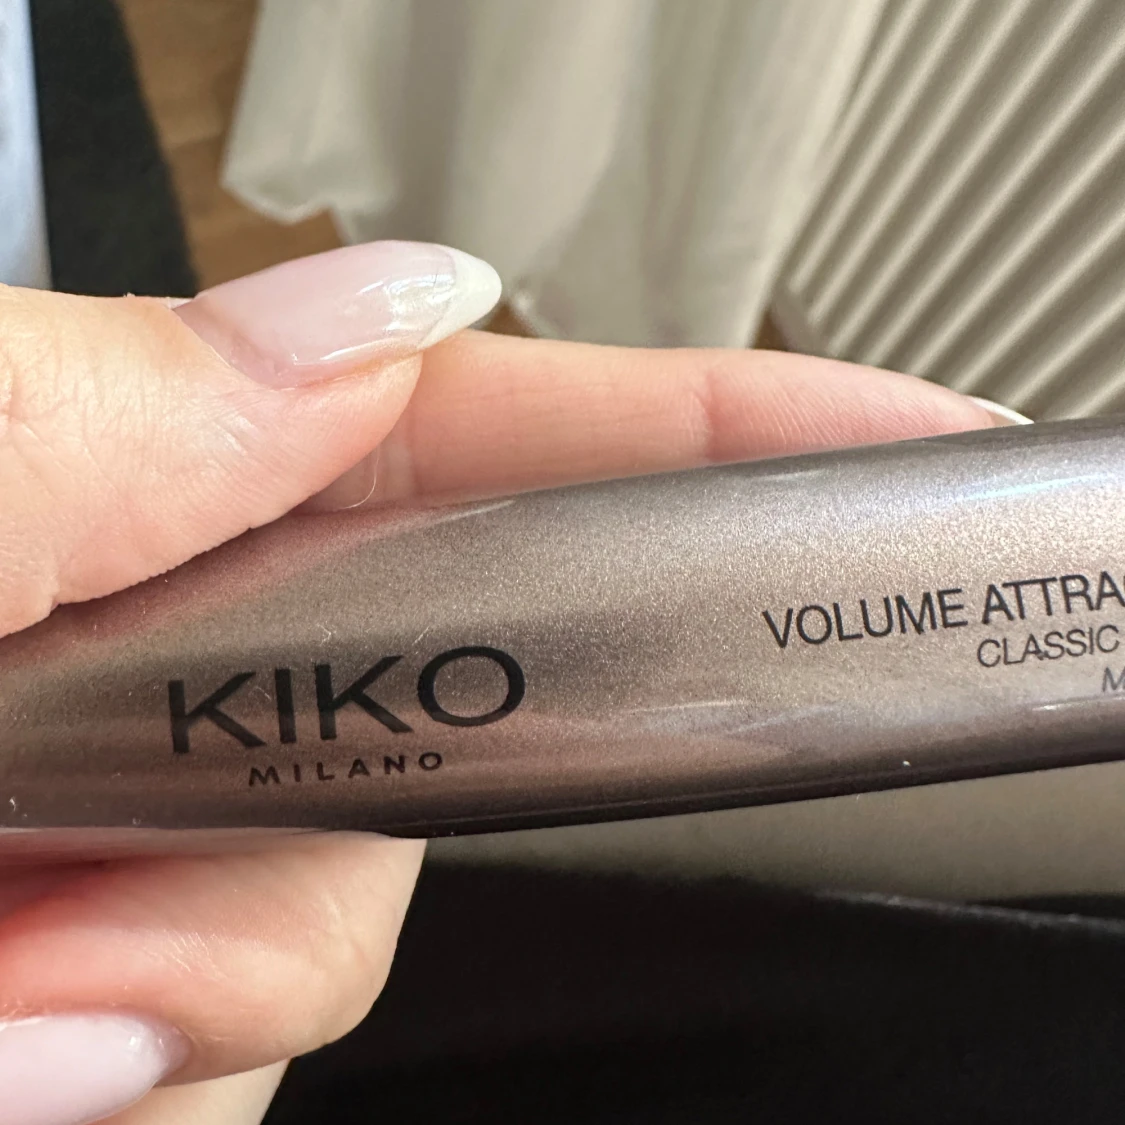 KIKO
MILANO
VOLUME ATTRA
CLASSIC
M